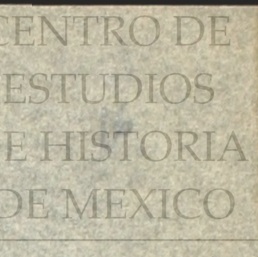 CENTRO DE
ESTUDIOS
E HISTORIA
DE MEXICO